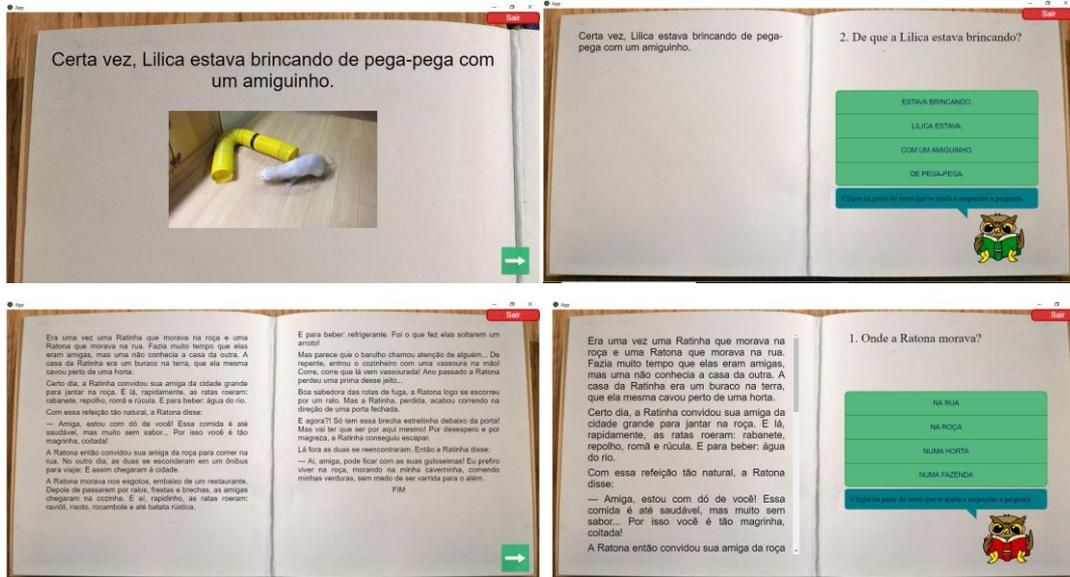 App
Sair
Certa vez, Lilica estava brincando de pega-pega com
um amiguinho.
App
Sair
Certa vez, Lilica estava brincando de pega-
pega com um amiguinho.
2. De que a Lilica estava brincando?
ESTAVA BRINCANDO.
LILICA ESTAVA.
COM UM AMIGUINHO.
DE PEGA-PEGA.
Clique na parte do texto que te ajuda a responder a pergunta.
App
Sair
Era uma vez uma Ratinha que morava na roça e uma
Ratona que morava na rua. Fazia muito tempo que elas
eram amigas, mas uma não conhecia a casa da outra. A
casa da Ratinha era um buraco na terra, que ela mesma
cavou perto de uma horta.
Certo dia, a Ratinha convidou sua amiga da cidade grande
para jantar na roça. E lá, rapidamente, as ratas roeram:
rabanete, repolho, romã e rúcula. E para beber: água do rio.
Com essa refeição tão natural, a Ratona disse:
— Amiga, estou com dó de você! Essa comida é até
saudável, mas muito sem sabor... Por isso você é tão
magrinha, coitada!
A Ratona então convidou sua amiga da roça para comer na
rua. No outro dia, as duas se esconderam em um ônibus
para viajar. E assim chegaram à cidade.
A Ratona morava nos esgotos, embaixo de um restaurante.
Depois de passarem por ralos, frestas e brechas, as amigas
chegaram na cozinha. E aí, rapidinho, as ratas roeram:
ravióli, risoto, rocambole e até batata rústica.
E para beber: refrigerante. Foi o que fez elas soltarem um
arroto!
Mas parece que o barulho chamou atenção de alguém... De
repente, entrou o cozinheiro com uma vassoura na mão!
Corre, corre que lá vem vassourada! Ano passado a Ratona
perdeu uma prima desse jeito...
Boa sabedora das rotas de fuga, a Ratona logo se escorreu
por um ralo. Mas a Ratinha, perdida, acabou correndo na
direção de uma porta fechada.
E agora?! Só tem essa brecha estreitinha debaixo da porta!
Mas vai ter que ser por aqui mesmo! Por desespero e por
magreza, a Ratinha conseguiu escapar.
Lá fora as duas se reencontraram. Então a Ratinha disse:
— Ai, amiga, pode ficar com as suas guloseimas! Eu prefiro
viver na roça, morando na minha caverninha, comendo
minhas verduras, sem medo de ser varrida para o além.
FIM
App
Sair
Era uma vez uma Ratinha que morava na
roça e uma Ratona que morava na rua.
Fazia muito tempo que elas eram amigas,
mas uma não conhecia a casa da outra. A
casa da Ratinha era um buraco na terra,
que ela mesma cavou perto de uma horta.
Certo dia, a Ratinha convidou sua amiga da
cidade grande para jantar na roça. E lá,
rapidamente, as ratas roeram: rabanete,
repolho, romã e rúcula. E para beber: água
do rio.
Com essa refeição tão natural, a Ratona
disse:
— Amiga, estou com dó de você! Essa
comida é até saudável, mas muito sem
sabor... Por isso você é tão magrinha,
coitada!
A Ratona então convidou sua amiga da roça
1. Onde a Ratona morava?
NA RUA
NA ROÇA
NUMA HORTA
NUMA FAZENDA
Clique na parte do texto que te ajuda a responder a pergunta.